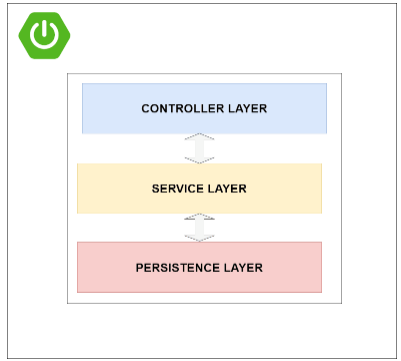 CONTROLLER LAYER
SERVICE LAYER
PERSISTENCE LAYER